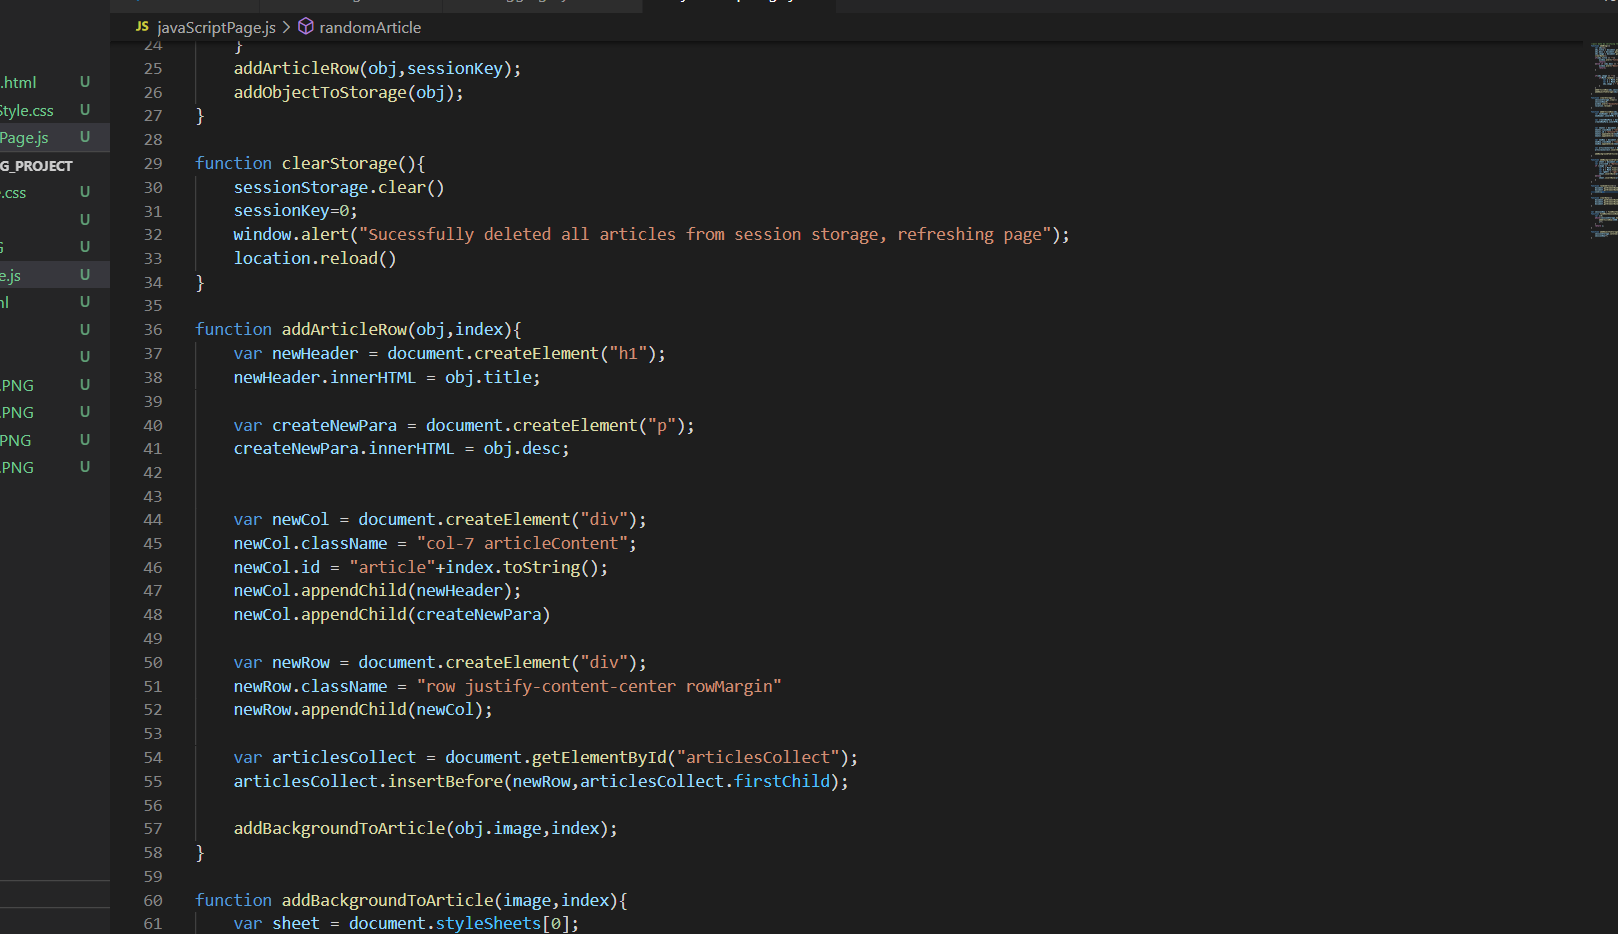 JS javaScriptPage.js > randomArticle
24 }
25 addArticleRow(obj,sessionKey);
26 addObjectToStorage(obj);
27 }
28
29 function clearStorage(){
30 sessionStorage.clear()
31 sessionKey=0;
32 window.alert("Sucessfully deleted all articles from session storage, refreshing page");
33 location.reload()
34 }
35
36 function addArticleRow(obj,index){
37 var newHeader = document.createElement("h1");
38 newHeader.innerHTML = obj.title;
39
40 var createNewPara = document.createElement("p");
41 createNewPara.innerHTML = obj.desc;
42
43
44 var newCol = document.createElement("div");
45 newCol.className = "col-7 articleContent";
46 newCol.id = "article"+index.toString();
47 newCol.appendChild(newHeader);
48 newCol.appendChild(createNewPara)
49
50 var newRow = document.createElement("div");
51 newRow.className = "row justify-content-center rowMargin"
52 newRow.appendChild(newCol);
53
54 var articlesCollect = document.getElementById("articlesCollect");
55 articlesCollect.insertBefore(newRow,articlesCollect.firstChild);
56
57 addBackgroundToArticle(obj.image,index);
58 }
59
60 function addBackgroundToArticle(image,index){
61 var sheet = document.styleSheets[0];
.html U
Style.css U
Page.js U
G_PROJECT
.css U
U
G U
e.js U
ml U
U
U
.PNG U
.PNG U
PNG U
.PNG U